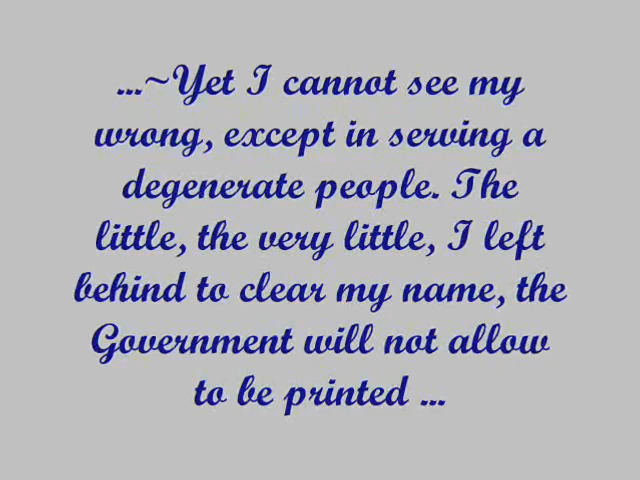 ...~Yet I cannot see my
wrong, except in serving a
degenerate people. The
little, the very little, I left
behind to clear my name, the
Government will not allow
to be printed ...